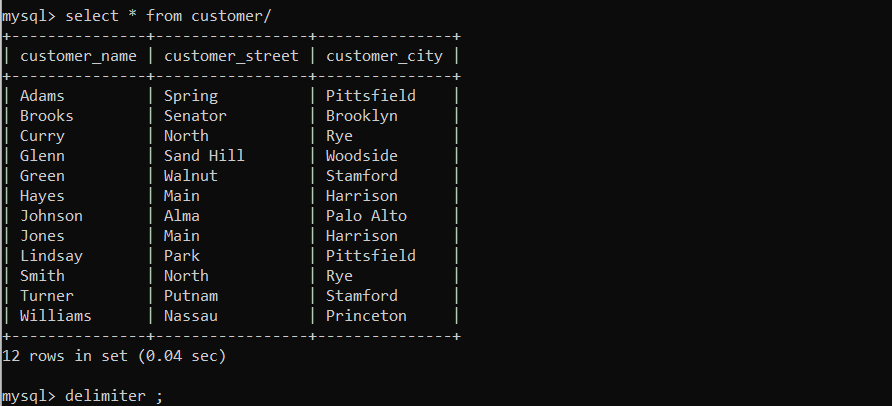 mysql> select * from customer/
+---------------+-----------------+---------------+
| customer_name | customer_street | customer_city |
+---------------+-----------------+---------------+
| Adams         | Spring          | Pittsfield    |
| Brooks        | Senator         | Brooklyn      |
| Curry         | North           | Rye           |
| Glenn         | Sand Hill       | Woodside      |
| Green         | Walnut          | Stamford      |
| Hayes         | Main            | Harrison      |
| Johnson       | Alma            | Palo Alto     |
| Jones         | Main            | Harrison      |
| Lindsay       | Park            | Pittsfield    |
| Smith         | North           | Rye           |
| Turner        | Putnam          | Stamford      |
| Williams      | Nassau          | Princeton     |
+---------------+-----------------+---------------+
12 rows in set (0.04 sec)
mysql> delimiter ;